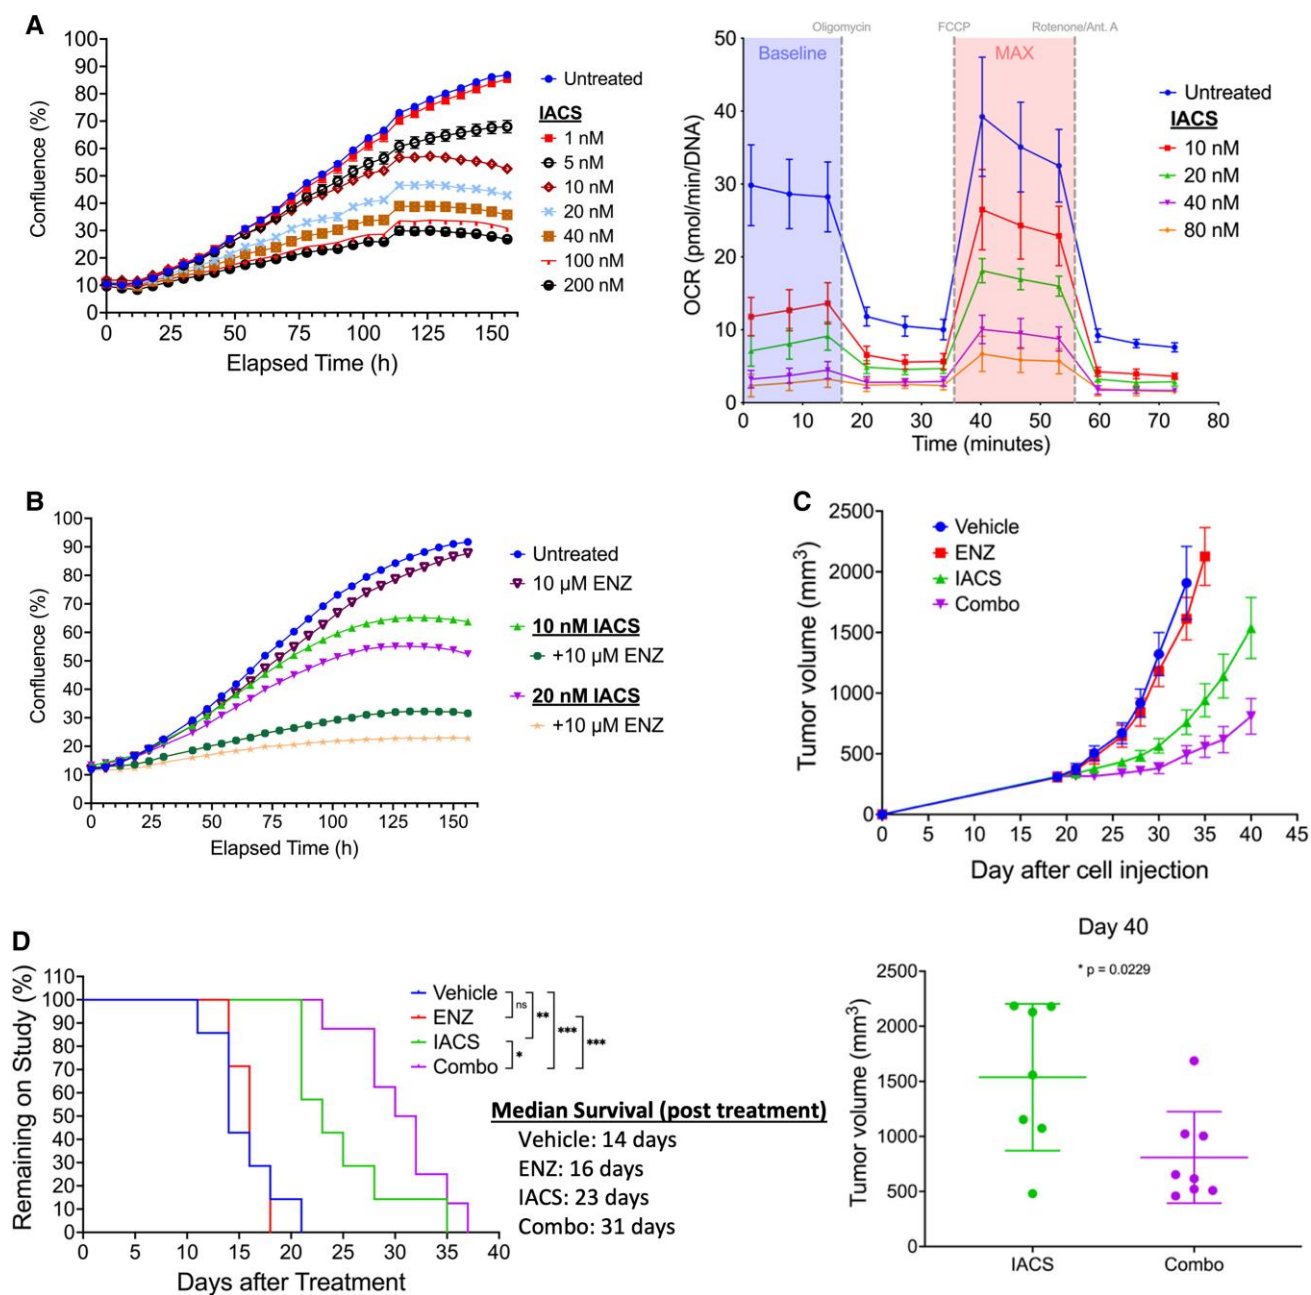 A
100
90
80
70
60
50
40
30
20
10
0
Confluence (%)
0 25 50 75 100 125 150
Elapsed Time (h)
Untreated
IACS
1 nM
5 nM
10 nM
20 nM
40 nM
100 nM
200 nM
Oligomycin FCCP Rotenone/Ant. A
Baseline MAX
50
40
30
20
10
0
OCR (pmol/min/DNA)
0 10 20 30 40 50 60 70 80
Time (minutes)
Untreated
IACS
10 nM
20 nM
40 nM
80 nM
B
100
90
80
70
60
50
40
30
20
10
0
Confluence (%)
0 25 50 75 100 125 150
Elapsed Time (h)
Untreated
10 µM ENZ
10 nM IACS
+10 µM ENZ
20 nM IACS
+10 µM ENZ
C
2500
2000
1500
1000
500
0
Tumor volume (mm³)
0 5 10 15 20 25 30 35 40 45
Day after cell injection
Vehicle
ENZ
IACS
Combo
D
110
100
90
80
70
60
50
40
30
20
10
0
Remaining on Study (%)
0 5 10 15 20 25 30 35 40
Days after Treatment
Vehicle
ENZ
IACS
Combo
ns
**
*
***
***
Median Survival (post treatment)
Vehicle: 14 days
ENZ: 16 days
IACS: 23 days
Combo: 31 days
Day 40
* p = 0.0229
2500
2000
1500
1000
500
0
Tumor volume (mm³)
IACS Combo